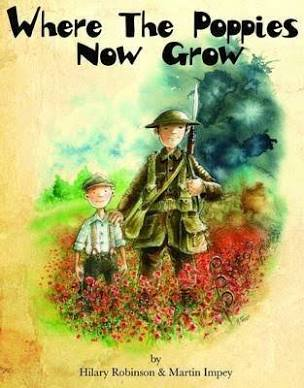 Where The Poppies
Now Grow
by
Hilary Robinson & Martin Impey